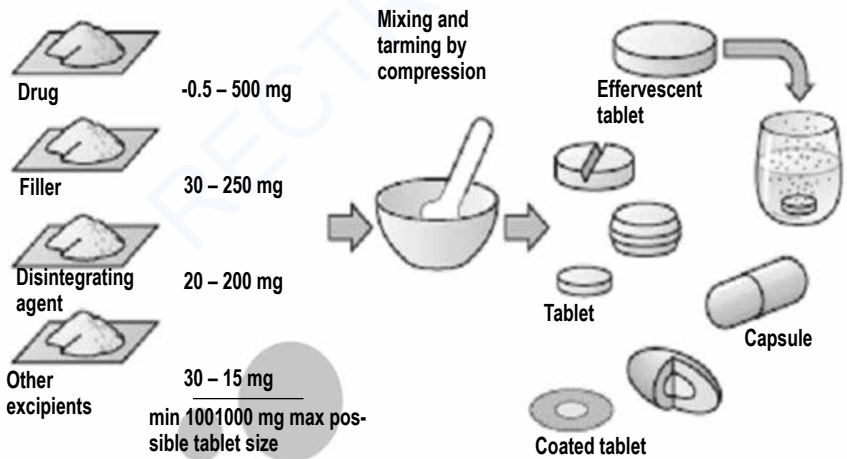 Drug
-0.5 – 500 mg
Filler
30 – 250 mg
Disintegrating
agent
20 – 200 mg
Other
excipients
30 – 15 mg
min 1001000 mg max pos-
sible tablet size
Mixing and
tarming by
compression
Effervescent
tablet
Tablet
Capsule
Coated tablet